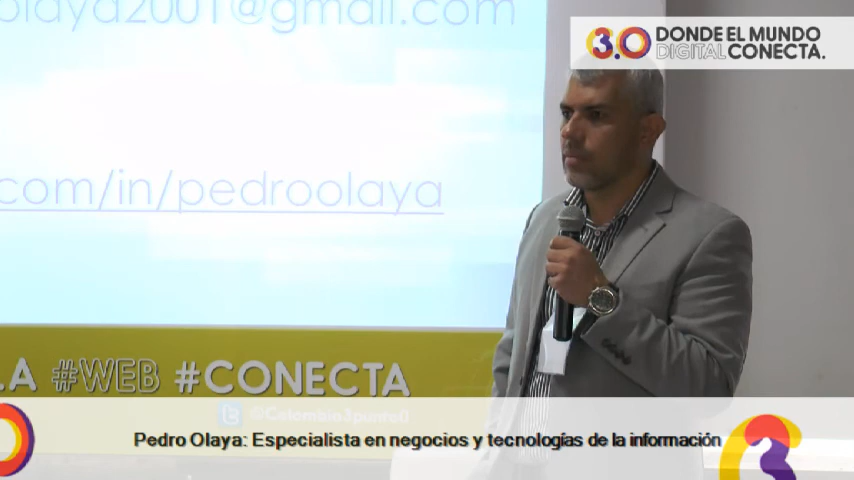 olaya2001@gmail.com
3.0 DONDE EL MUNDO
DIGITAL CONECTA.
.com/in/pedroolaya
.A #WEB #CONECTA
@Colombia3punto0
Pedro Olaya: Especialista en negocios y tecnologías de la información
3